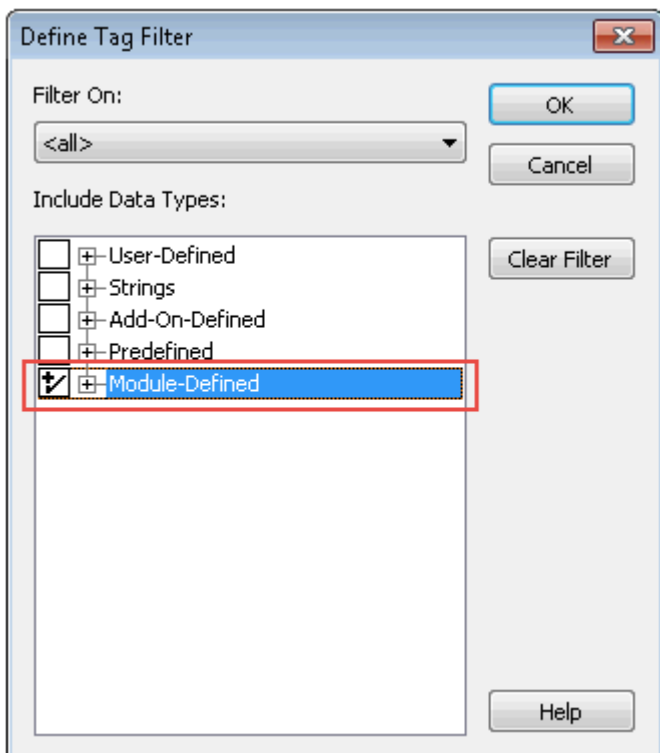 Define Tag Filter
Filter On:
<all>
OK
Cancel
Include Data Types:
Clear Filter
User-Defined
Strings
Add-On-Defined
Predefined
Module-Defined
Help